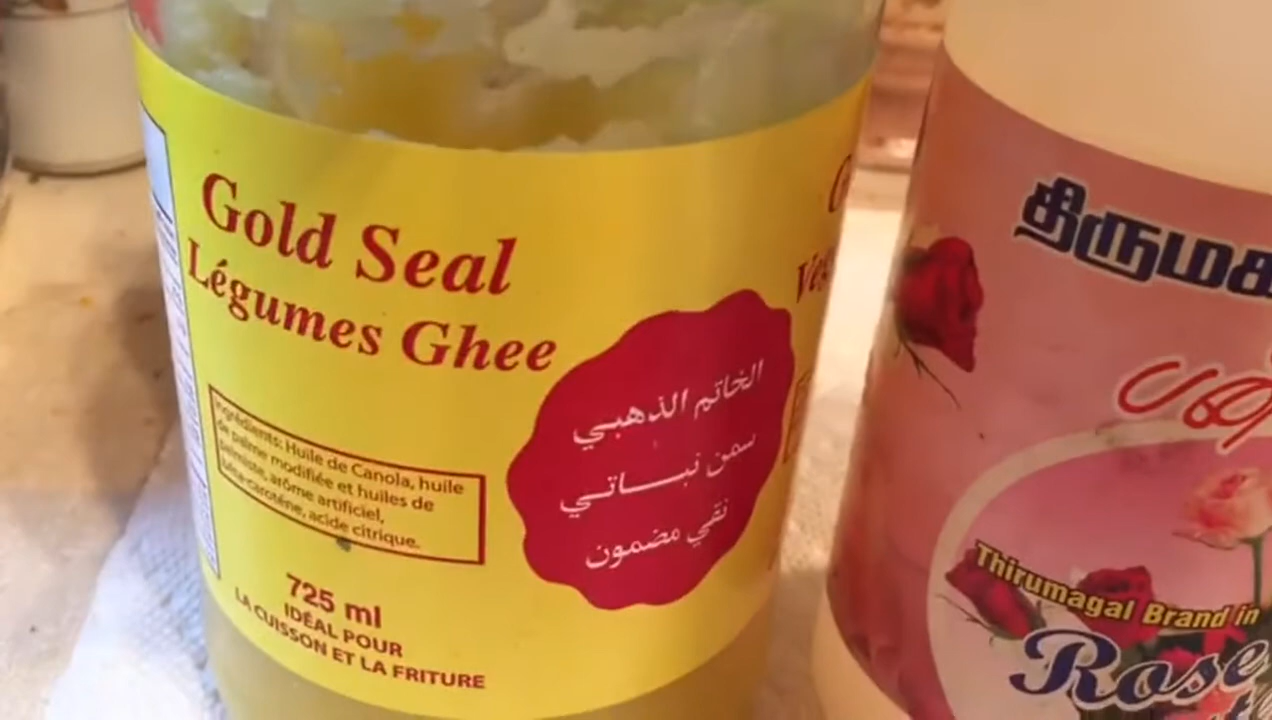 Gold Seal
Légumes Ghee
الخاتم الذهبي
سمن نباتي
نقي مضمون
Ingrédients: Huile de Canola, huile
de palme modifiée et huiles de
palmiste, arôme artificiel,
béta-carotène, acide citrique.
725 ml
IDÉAL POUR
LA CUISSON ET LA FRITURE
Thirumagal Brand in
Rose